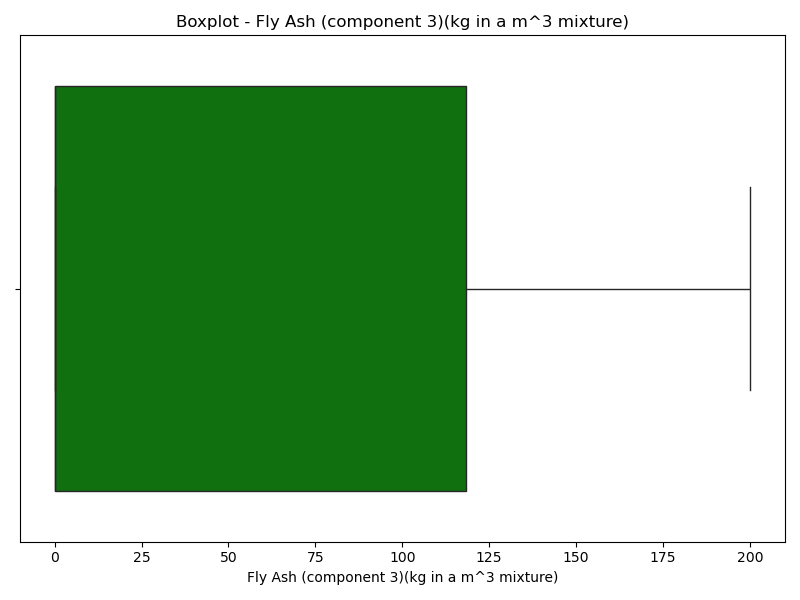 Boxplot - Fly Ash (component 3)(kg in a m^3 mixture)
0 25 50 75 100 125 150 175 200
Fly Ash (component 3)(kg in a m^3 mixture)